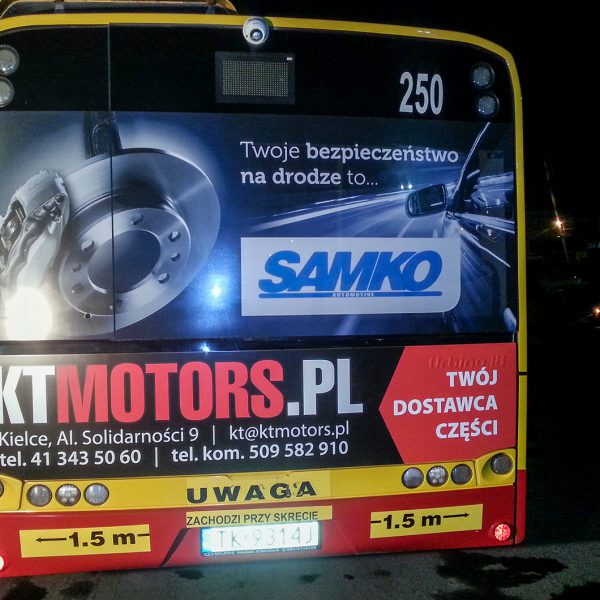 250
Twoje bezpieczeństwo
na drodze to...
SAMKO
AUTOMOTIVE
Urbino 18
KTMOTORS.PL
TWÓJ
DOSTAWCA
CZĘŚCI
Kielce, Al. Solidarności 9 | kt@ktmotors.pl
tel. 41 343 50 60 | tel. kom. 509 582 910
UWAGA
ZACHODZI PRZY SKRĘCIE
1.5 m
TK 9314J
1.5 m